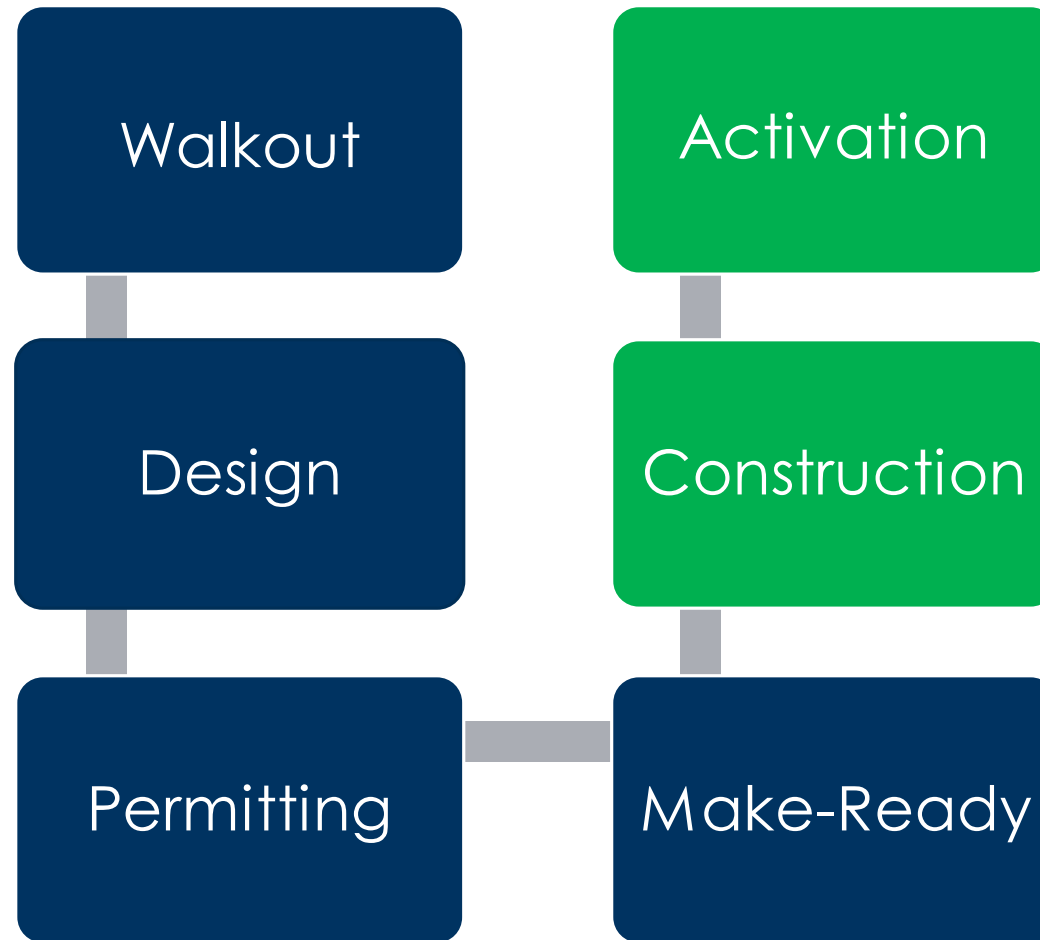 Walkout
Design
Permitting
Make-Ready
Construction
Activation